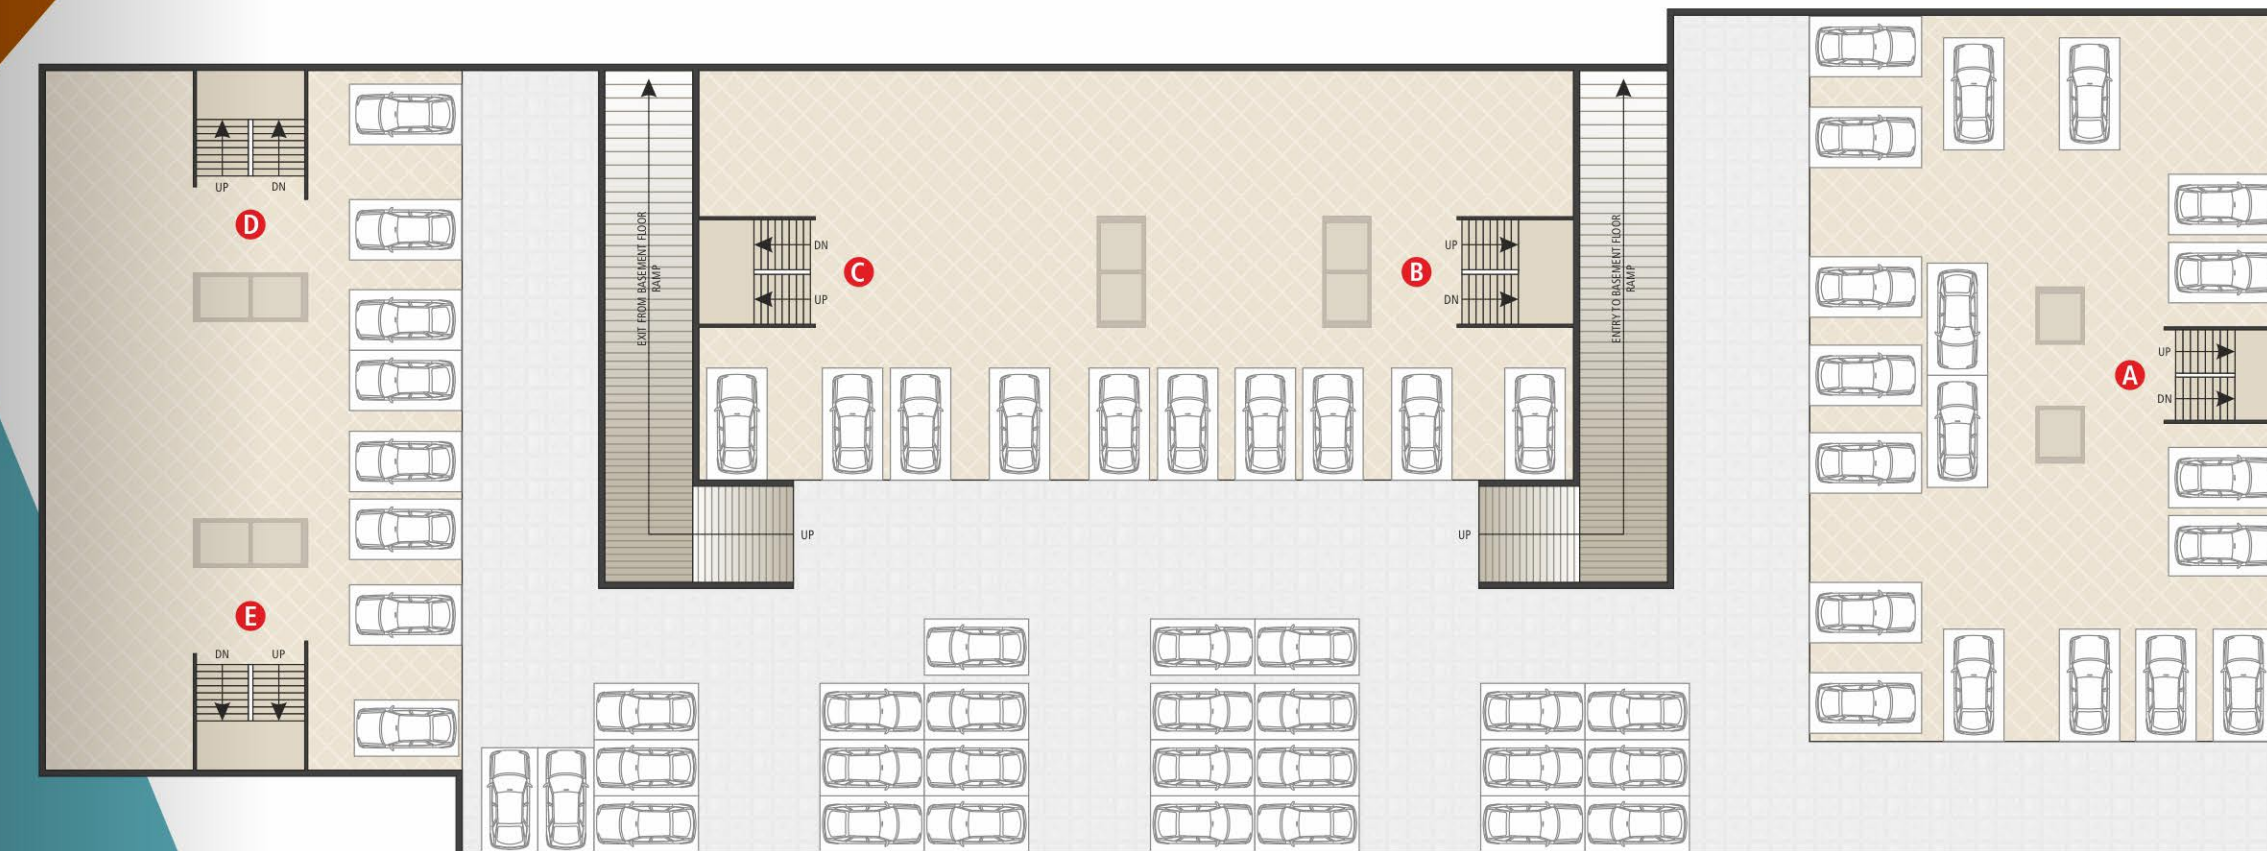 UP DN
D
E
DN UP
EXIT FROM BASEMENT FLOOR
RAMP
DN
C
UP
UP
UP
B
DN
UP
ENTRY TO BASEMENT FLOOR
RAMP
UP
A
DN